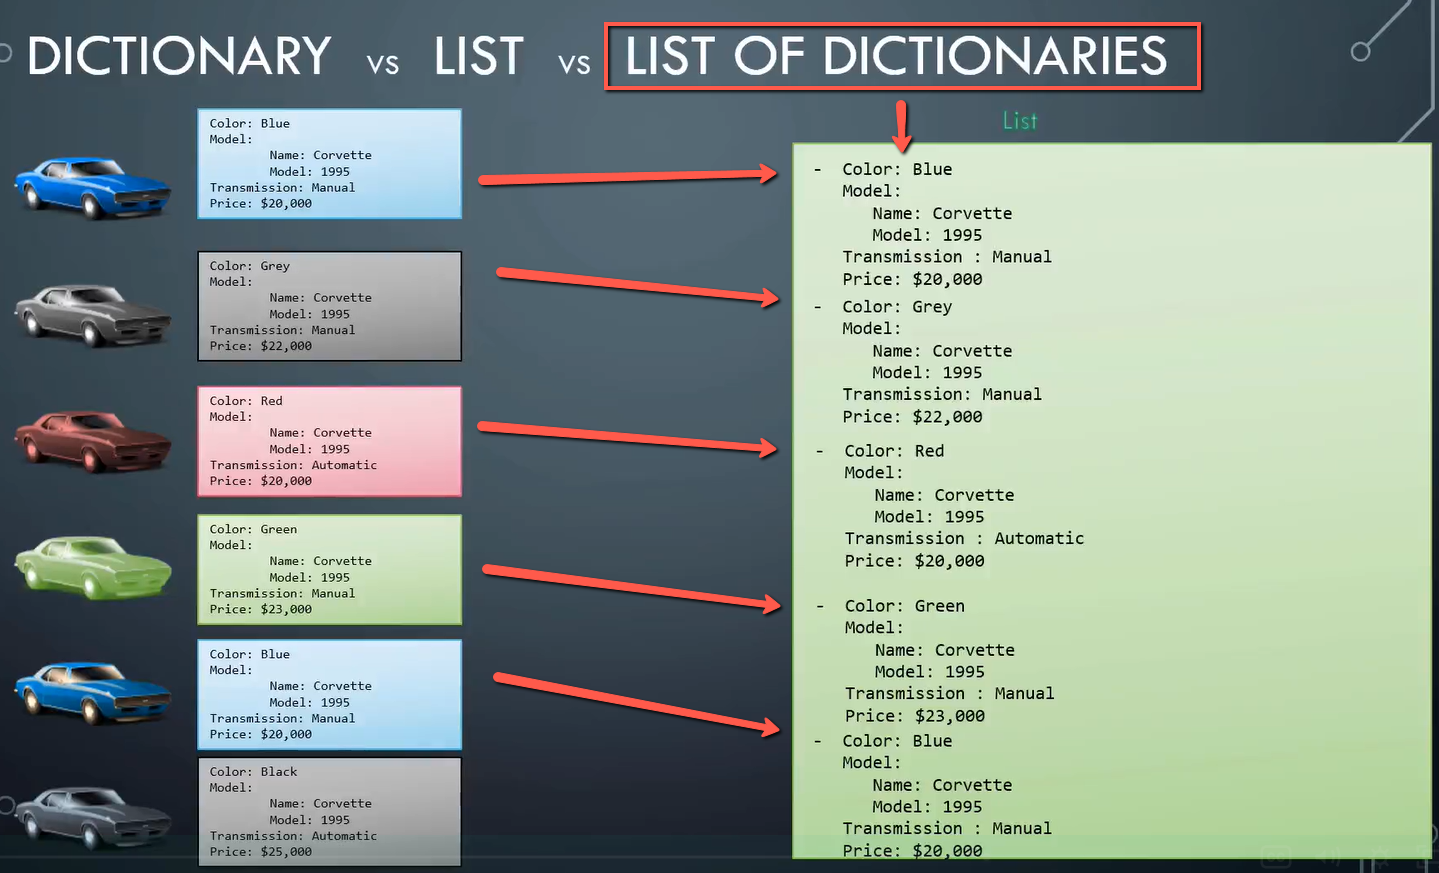 DICTIONARY vs LIST vs LIST OF DICTIONARIES
Color: Blue
Model:
Name: Corvette
Model: 1995
Transmission: Manual
Price: $20,000
Color: Grey
Model:
Name: Corvette
Model: 1995
Transmission: Manual
Price: $22,000
Color: Red
Model:
Name: Corvette
Model: 1995
Transmission: Automatic
Price: $20,000
Color: Green
Model:
Name: Corvette
Model: 1995
Transmission: Manual
Price: $23,000
Color: Blue
Model:
Name: Corvette
Model: 1995
Transmission: Manual
Price: $20,000
Color: Black
Model:
Name: Corvette
Model: 1995
Transmission: Automatic
Price: $25,000
List
- Color: Blue
Model:
Name: Corvette
Model: 1995
Transmission : Manual
Price: $20,000
- Color: Grey
Model:
Name: Corvette
Model: 1995
Transmission: Manual
Price: $22,000
- Color: Red
Model:
Name: Corvette
Model: 1995
Transmission : Automatic
Price: $20,000
- Color: Green
Model:
Name: Corvette
Model: 1995
Transmission : Manual
Price: $23,000
- Color: Blue
Model:
Name: Corvette
Model: 1995
Transmission : Manual
Price: $20,000